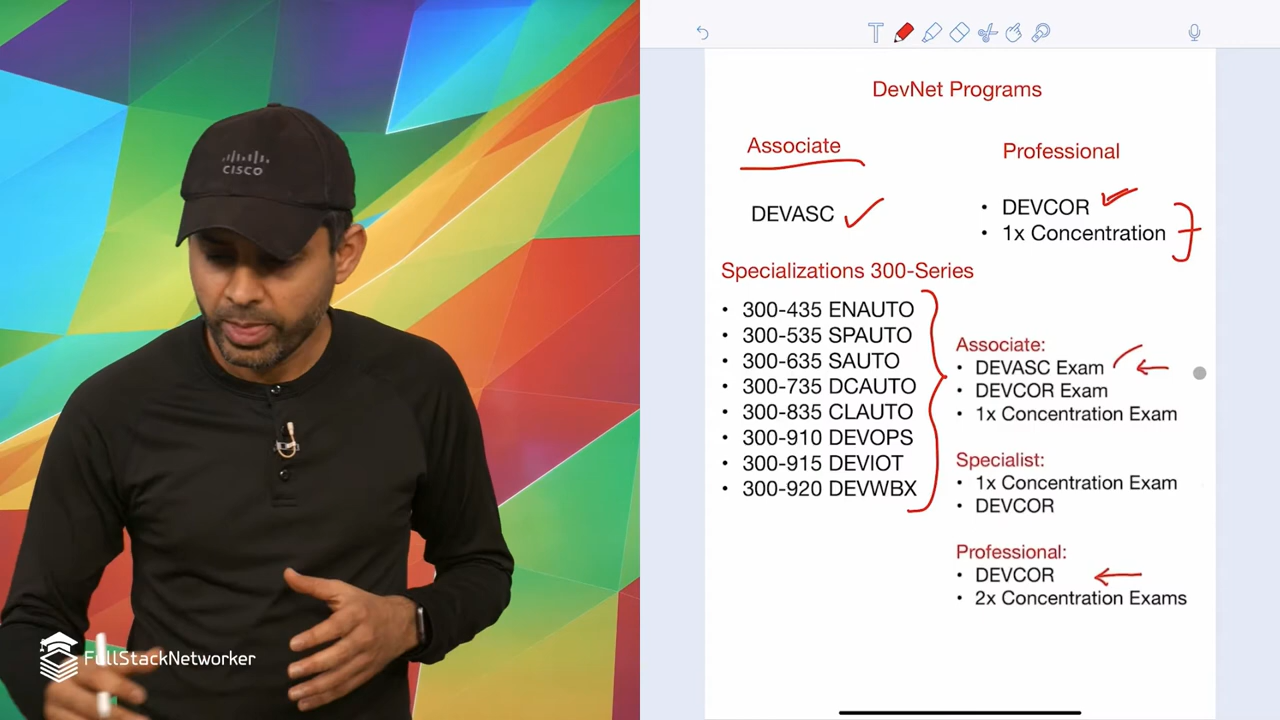 CISCO
FullStackNetworker
DevNet Programs
Associate
DEVASC
Professional
• DEVCOR
• 1x Concentration
Specializations 300-Series
• 300-435 ENAUTO
• 300-535 SPAUTO
• 300-635 SAUTO
• 300-735 DCAUTO
• 300-835 CLAUTO
• 300-910 DEVOPS
• 300-915 DEVIOT
• 300-920 DEVWBX
Associate:
• DEVASC Exam
• DEVCOR Exam
• 1x Concentration Exam
Specialist:
• 1x Concentration Exam
• DEVCOR
Professional:
• DEVCOR
• 2x Concentration Exams